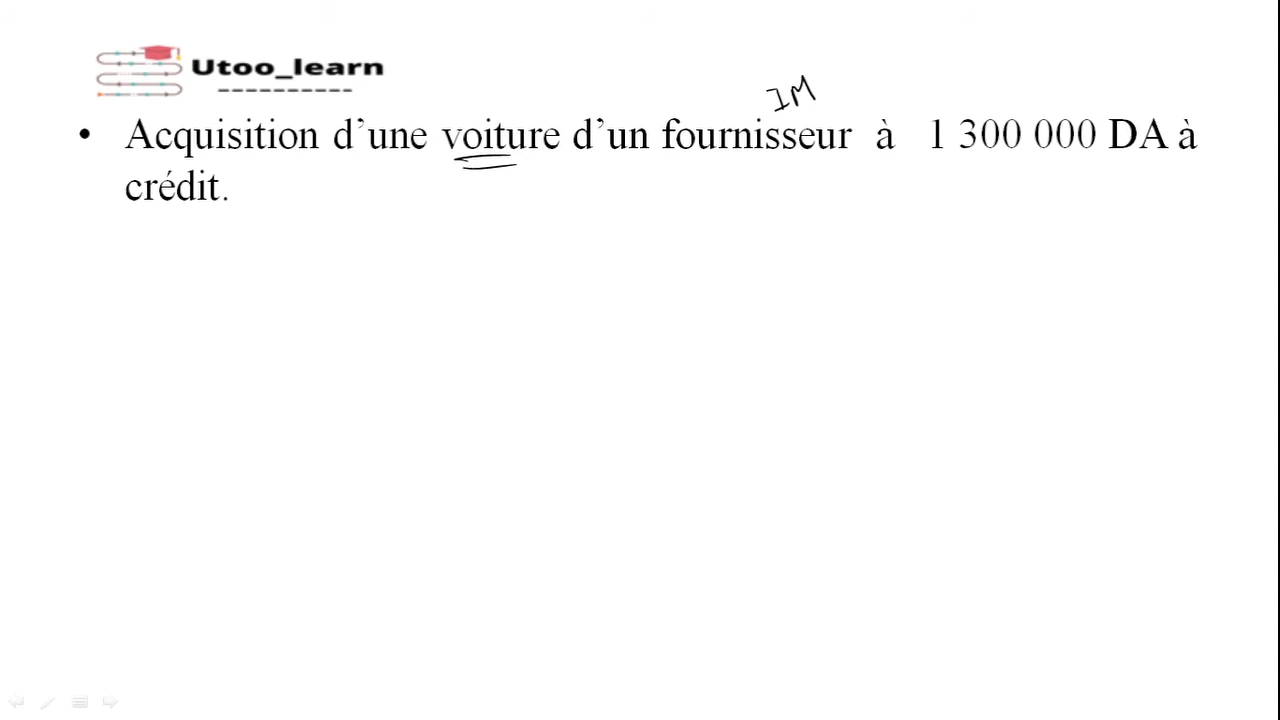 Utoo_learn
IM
• Acquisition d’une voiture d’un fournisseur à 1 300 000 DA à
crédit.